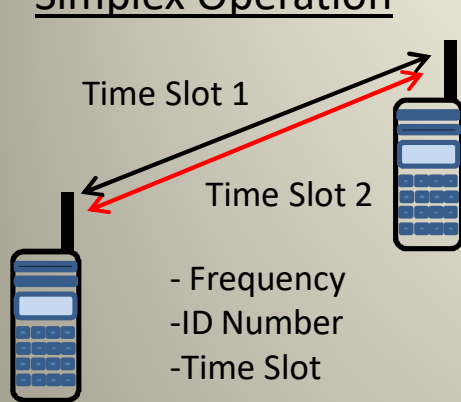 Simplex Operation
Time Slot 1
Time Slot 2
- Frequency
-ID Number
-Time Slot